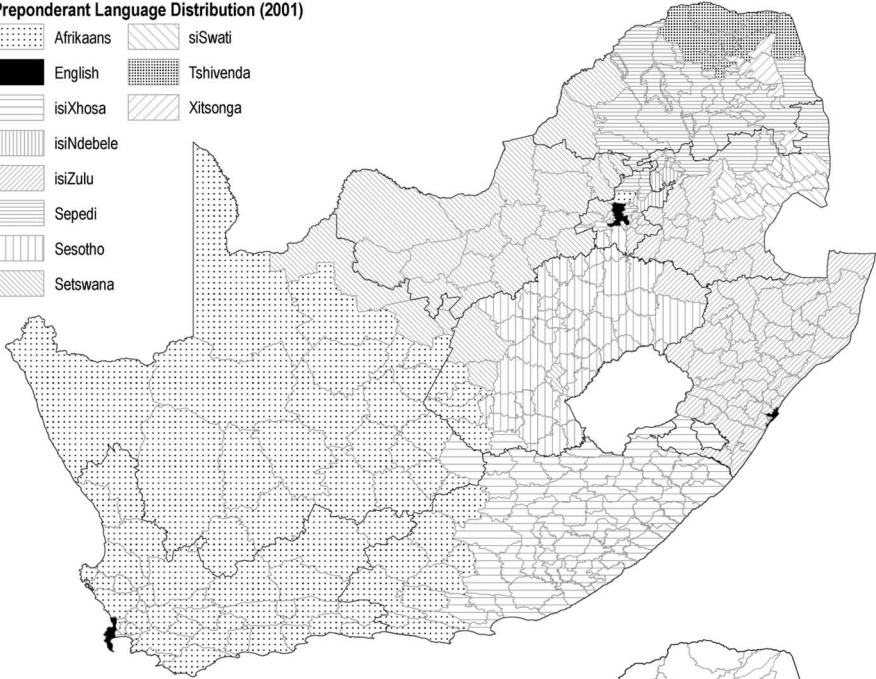 Preponderant Language Distribution (2001)
Afrikaans
siSwati
English
Tshivenda
isiXhosa
Xitsonga
isiNdebele
isiZulu
Sepedi
Sesotho
Setswana